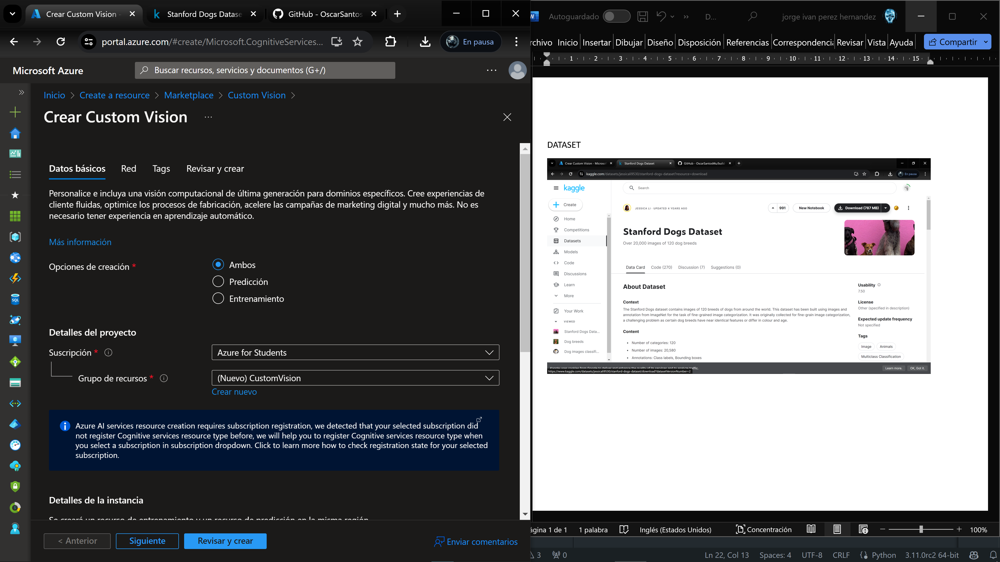 Crear Custom Vision -
Stanford Dogs Datase
GitHub - OscarSantos
portal.azure.com/#create/Microsoft.CognitiveServices...
En pausa
Microsoft Azure
Buscar recursos, servicios y documentos (G+/)
Inicio > Create a resource > Marketplace > Custom Vision >
Crear Custom Vision ...
Datos básicos Red Tags Revisar y crear
Personalice e incluya una visión computacional de última generación para dominios específicos. Cree experiencias de
cliente fluidas, optimice los procesos de fabricación, acelere las campañas de marketing digital y mucho más. No es
necesario tener experiencia en aprendizaje automático.
Más información
Opciones de creación *
Ambos
Predicción
Entrenamiento
Detalles del proyecto
Suscripción *
Azure for Students
Grupo de recursos *
(Nuevo) CustomVision
Crear nuevo
Azure AI services resource creation requires subscription registration, we detected that your selected subscription did
not register Cognitive services resource type before, we will help you to register Cognitive services resource type when
you select a subscription in subscription dropdown. Click to learn more how to check registration state for your selected
subscription.
Detalles de la instancia
Se creará un recurso de entrenamiento y un recurso de predicción en la misma región
< Anterior Siguiente Revisar y crear
Enviar comentarios
Autoguardado
D...
jorge ivan perez hernandez
rchivo Inicio Insertar Dibujar Diseño Disposición Referencias Correspondencia Revisar Vista Ayuda
Compartir
1 2 3 4 5 6 7 8 9 10 11 12 13 14 15
DATASET
Crear Custom Vision - Microsof
Stanford Dogs Dataset
GitHub - OscarSantosMu/build
kaggle.com/datasets/jessicali9530/stanford-dogs-dataset?resource=download
En pausa
kaggle
Search
Create
Home
Competitions
Datasets
Models
Code
Discussions
Learn
More
Your Work
VIEWED
Stanford Dogs Data...
Dog breeds
Dog images classifi...
JESSICA LI · UPDATED 4 YEARS AGO
991
New Notebook
Download (787 MB)
Stanford Dogs Dataset
Over 20,000 images of 120 dog breeds
Data Card Code (270) Discussion (7) Suggestions (0)
About Dataset
Context
The Stanford Dogs dataset contains images of 120 breeds of dogs from around the world. This dataset has been built using images and
annotation from ImageNet for the task of fine-grained image categorization. It was originally collected for fine-grain image categorization,
a challenging problem as certain dog breeds have near identical features or differ in colour and age.
Content
• Number of categories: 120
• Number of images: 20,580
• Annotations: Class labels, Bounding boxes
Usability
7.50
License
Other (specified in description)
Expected update frequency
Not specified
Tags
Image
Animals
Multiclass Classification
Kaggle uses cookies from Google to deliver and enhance the quality of its services and to analyze traffic.
https://www.kaggle.com/datasets/jessicali9530/stanford-dogs-dataset/download?datasetVersionNumber=2
Learn more.
OK, Got it.
ágina 1 de 1
1 palabra
Inglés (Estados Unidos)
Concentración
100%
3
0
Ln 22, Col 13
Spaces: 4
UTF-8
CRLF
Python
3.11.0rc2 64-bit